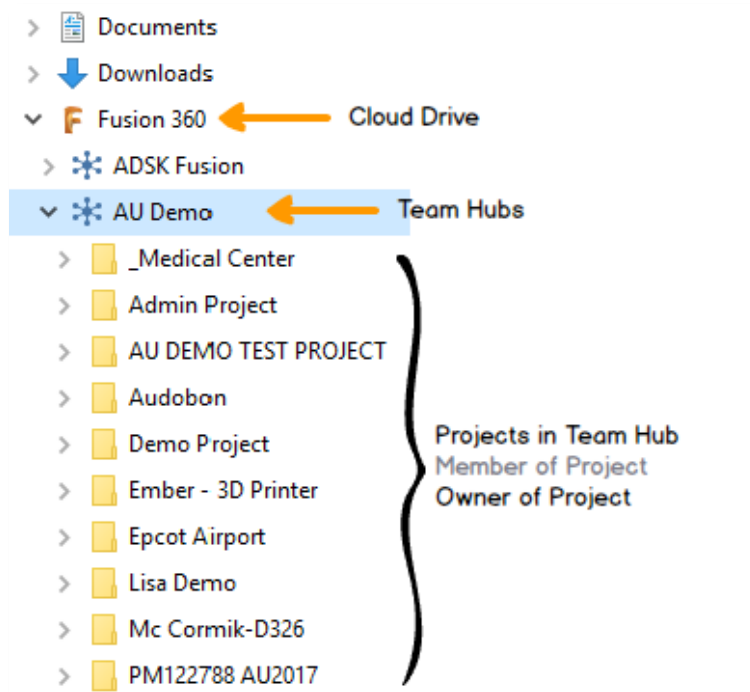 Documents
Downloads
Fusion 360
Cloud Drive
ADSK Fusion
AU Demo
Team Hubs
_Medical Center
Admin Project
AU DEMO TEST PROJECT
Audobon
Demo Project
Projects in Team Hub
Member of Project
Owner of Project
Ember - 3D Printer
Epcot Airport
Lisa Demo
Mc Cormik-D326
PM122788 AU2017